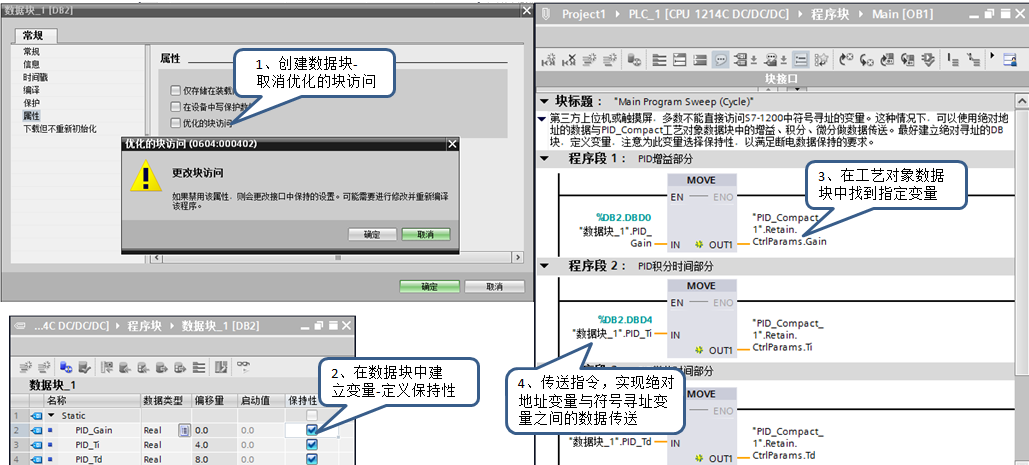 数据块_1 [DB2]
常规
常规
信息
时间戳
编译
保护
属性
下载但不重新初始化
属性
仅存储在装载
在设备中写保护数据
优化的块访问
1、创建数据块-
取消优化的块访问
优化的块访问 (0604:000402)
更改块访问
如果禁用该属性，则会更改接口中保持的设置。可能需要进行修改并重新编译
该程序。
确定
取消
确定
取消
...4C DC/DC/DC]
程序块
数据块_1 [DB2]
数据块_1
名称 数据类型 偏移量 启动值 保持性
1 Static
2 PID_Gain Real 0.0 0.0
3 PID_Ti Real 4.0 0.0
4 PID_Td Real 8.0 0.0
2、在数据块中建
立变量-定义保持性
Project1
PLC_1 [CPU 1214C DC/DC/DC]
程序块
Main [OB1]
块接口
块标题： "Main Program Sweep (Cycle)"
第三方上位机或触摸屏，多数不能直接访问S7-1200中符号寻址的变量。这种情况下，可以使用绝对地
址的数据与PID_Compact工艺对象数据块中的增益、积分、微分做数据传送。最好建立绝对寻址的DB
块，定义变量，注意为此变量选择保持性，以满足断电数据保持的要求。
程序段 1： PID增益部分
MOVE
EN
ENO
%DB2.DBD0
"数据块_1".PID_
Gain
IN
OUT1
"PID_Compact_
1".Retain.
CtrlParams.Gain
3、在工艺对象数据
块中找到指定变量
程序段 2： PID积分时间部分
MOVE
EN
ENO
%DB2.DBD4
"数据块_1".PID_Ti
IN
OUT1
"PID_Compact_
1".Retain.
CtrlParams.Ti
4、传送指令，实现绝对
地址变量与符号寻址变
量之间的数据传送
时间部分
MOVE
EN
ENO
"数据块_1".PID_Td
IN
OUT1
"PID_Compact_
1".Retain.
CtrlParams.Td